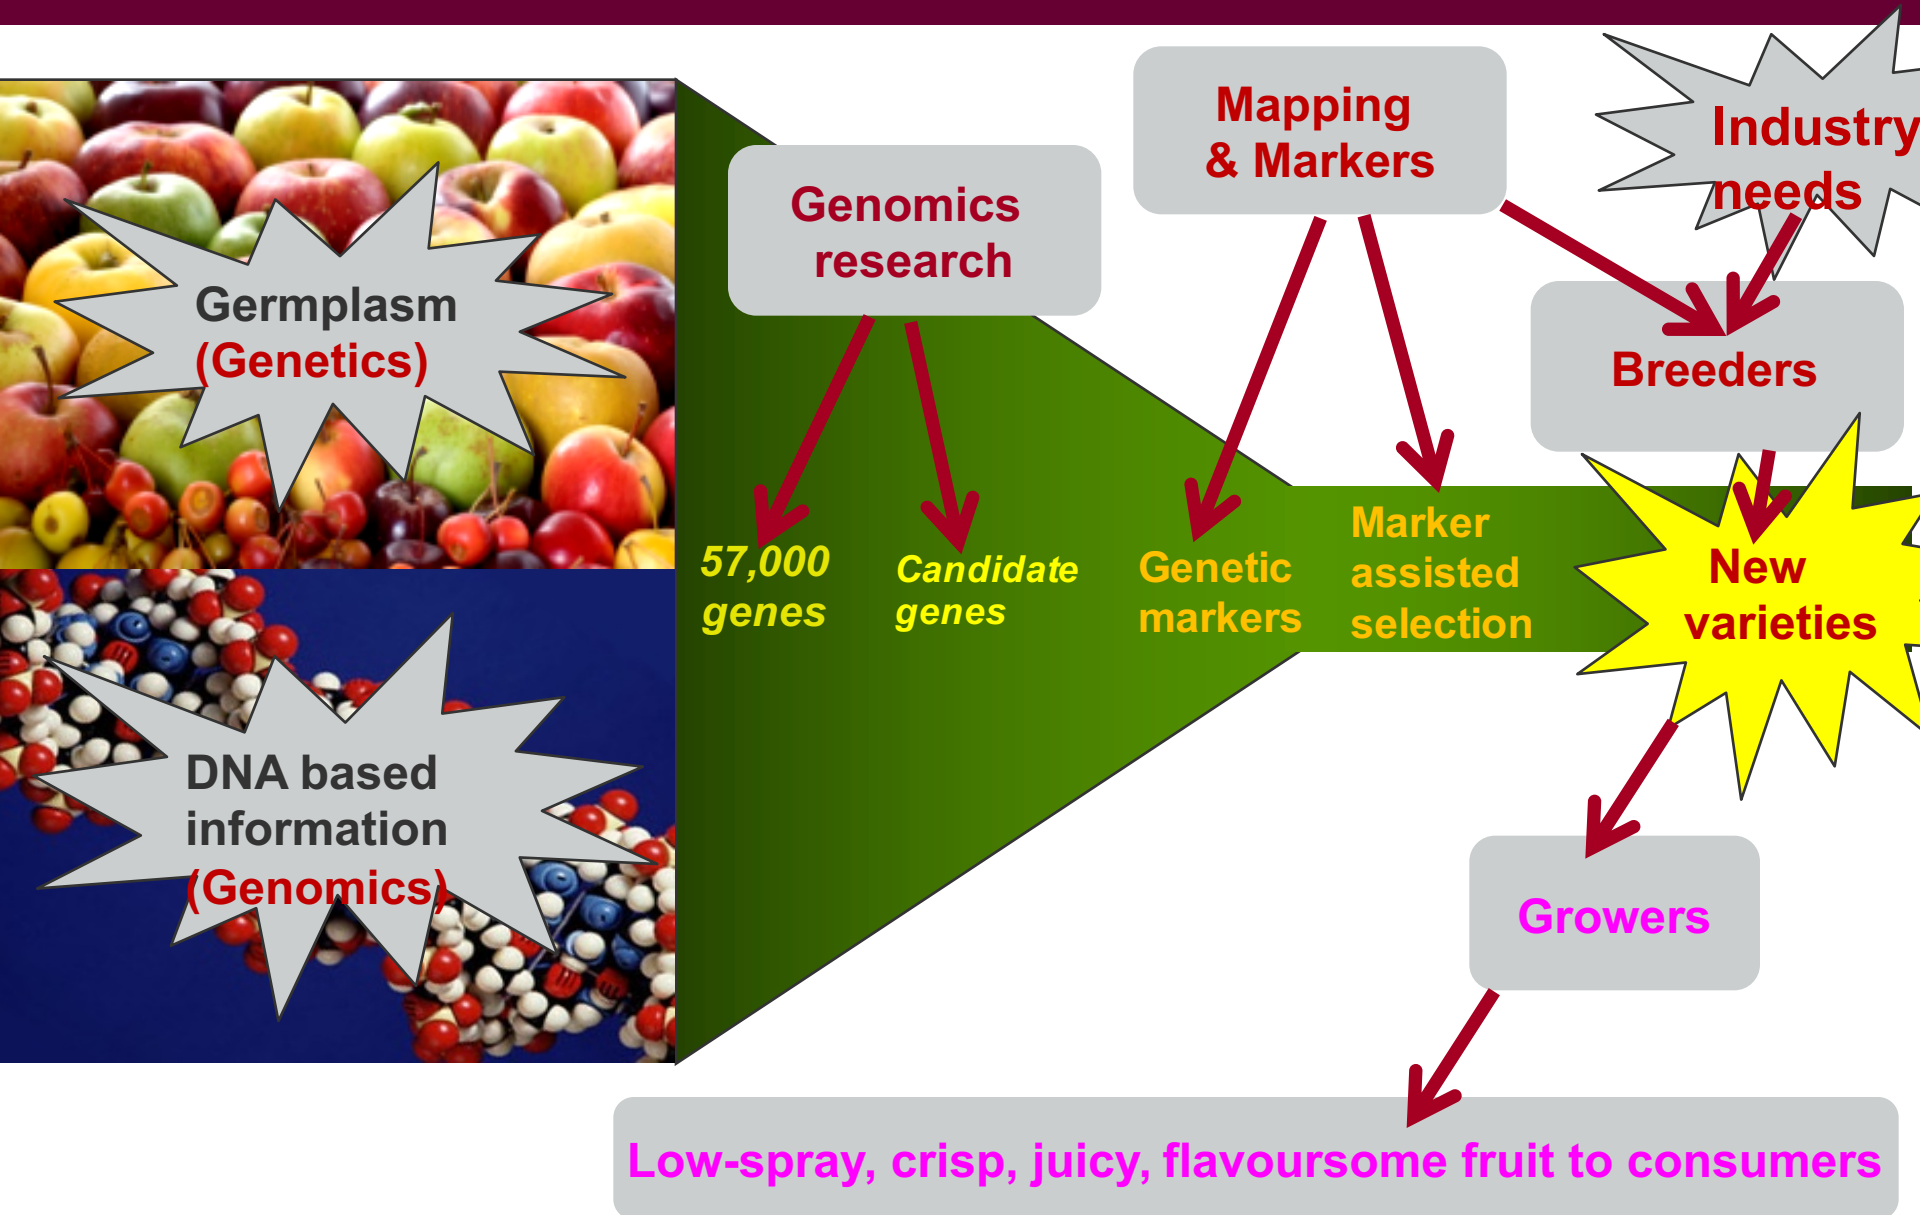 Mapping
& Markers
Industry
needs
Genomics
research
Germplasm
(Genetics)
Breeders
57,000
genes
Candidate
genes
Genetic
markers
Marker
assisted
selection
New
varieties
DNA based
information
(Genomics)
Growers
Low-spray, crisp, juicy, flavoursome fruit to consumers